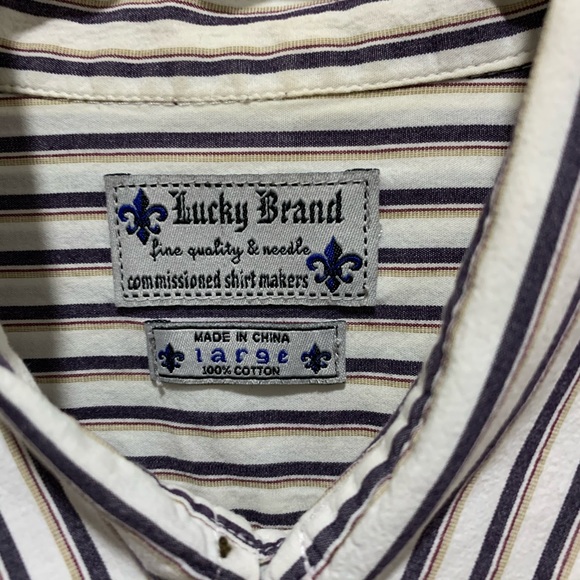 Lucky Brand
fine quality & needle
commissioned shirt makers
MADE IN CHINA
large
100% COTTON